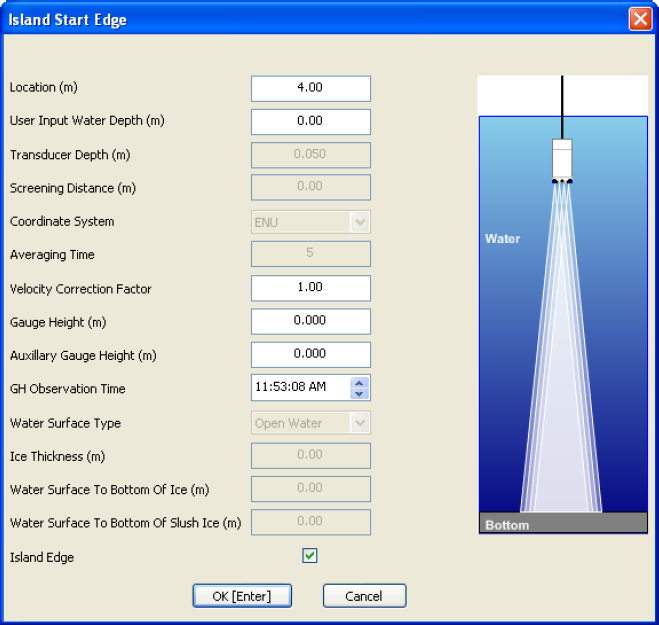 Island Start Edge
Location (m) 4.00
User Input Water Depth (m) 0.00
Transducer Depth (m) 0.050
Screening Distance (m) 0.00
Coordinate System ENU
Averaging Time 5
Velocity Correction Factor 1.00
Gauge Height (m) 0.000
Auxillary Gauge Height (m) 0.000
GH Observation Time 11:53:08 AM
Water Surface Type Open Water
Ice Thickness (m) 0.00
Water Surface To Bottom Of Ice (m) 0.00
Water Surface To Bottom Of Slush Ice (m) 0.00
Island Edge
OK [Enter] Cancel
Water
Bottom